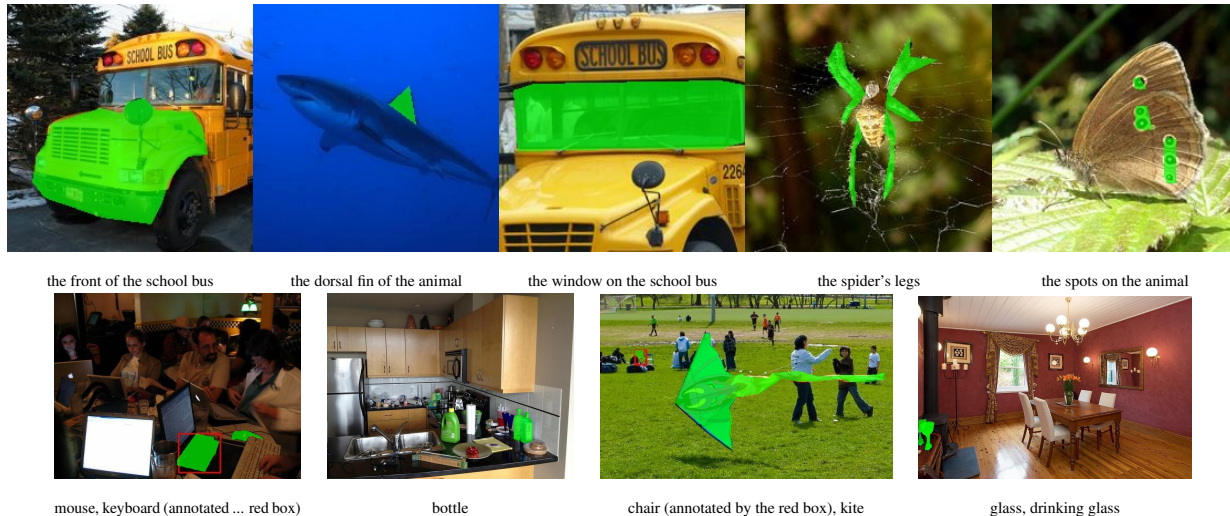 SCHOOL BUS
SCHOOL BUS
2264
the front of the school bus
the dorsal fin of the animal
the window on the school bus
the spider's legs
the spots on the animal
mouse, keyboard (annotated ... red box)
bottle
chair (annotated by the red box), kite
glass, drinking glass